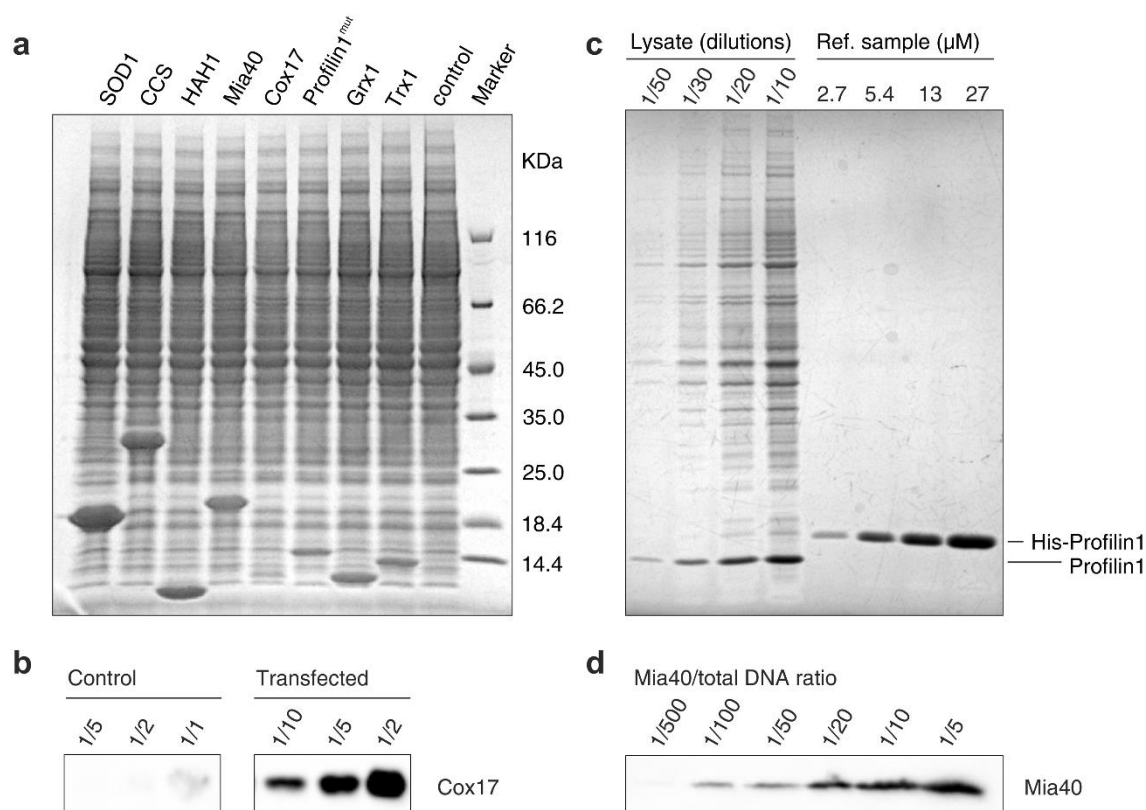 a
SOD1
CCS
HAH1
Mia40
Cox17
Profilin1mut
Grx1
Trx1
control
Marker
KDa
116
66.2
45.0
35.0
25.0
18.4
14.4
b
Control
Transfected
1/5
1/2
1/1
1/10
1/5
1/2
Cox17
c
Lysate (dilutions)
Ref. sample (µM)
1/50
1/30
1/20
1/10
2.7 5.4 13 27
His-Profilin1
Profilin1
d
Mia40/total DNA ratio
1/500
1/100
1/50
1/20
1/10
1/5
Mia40